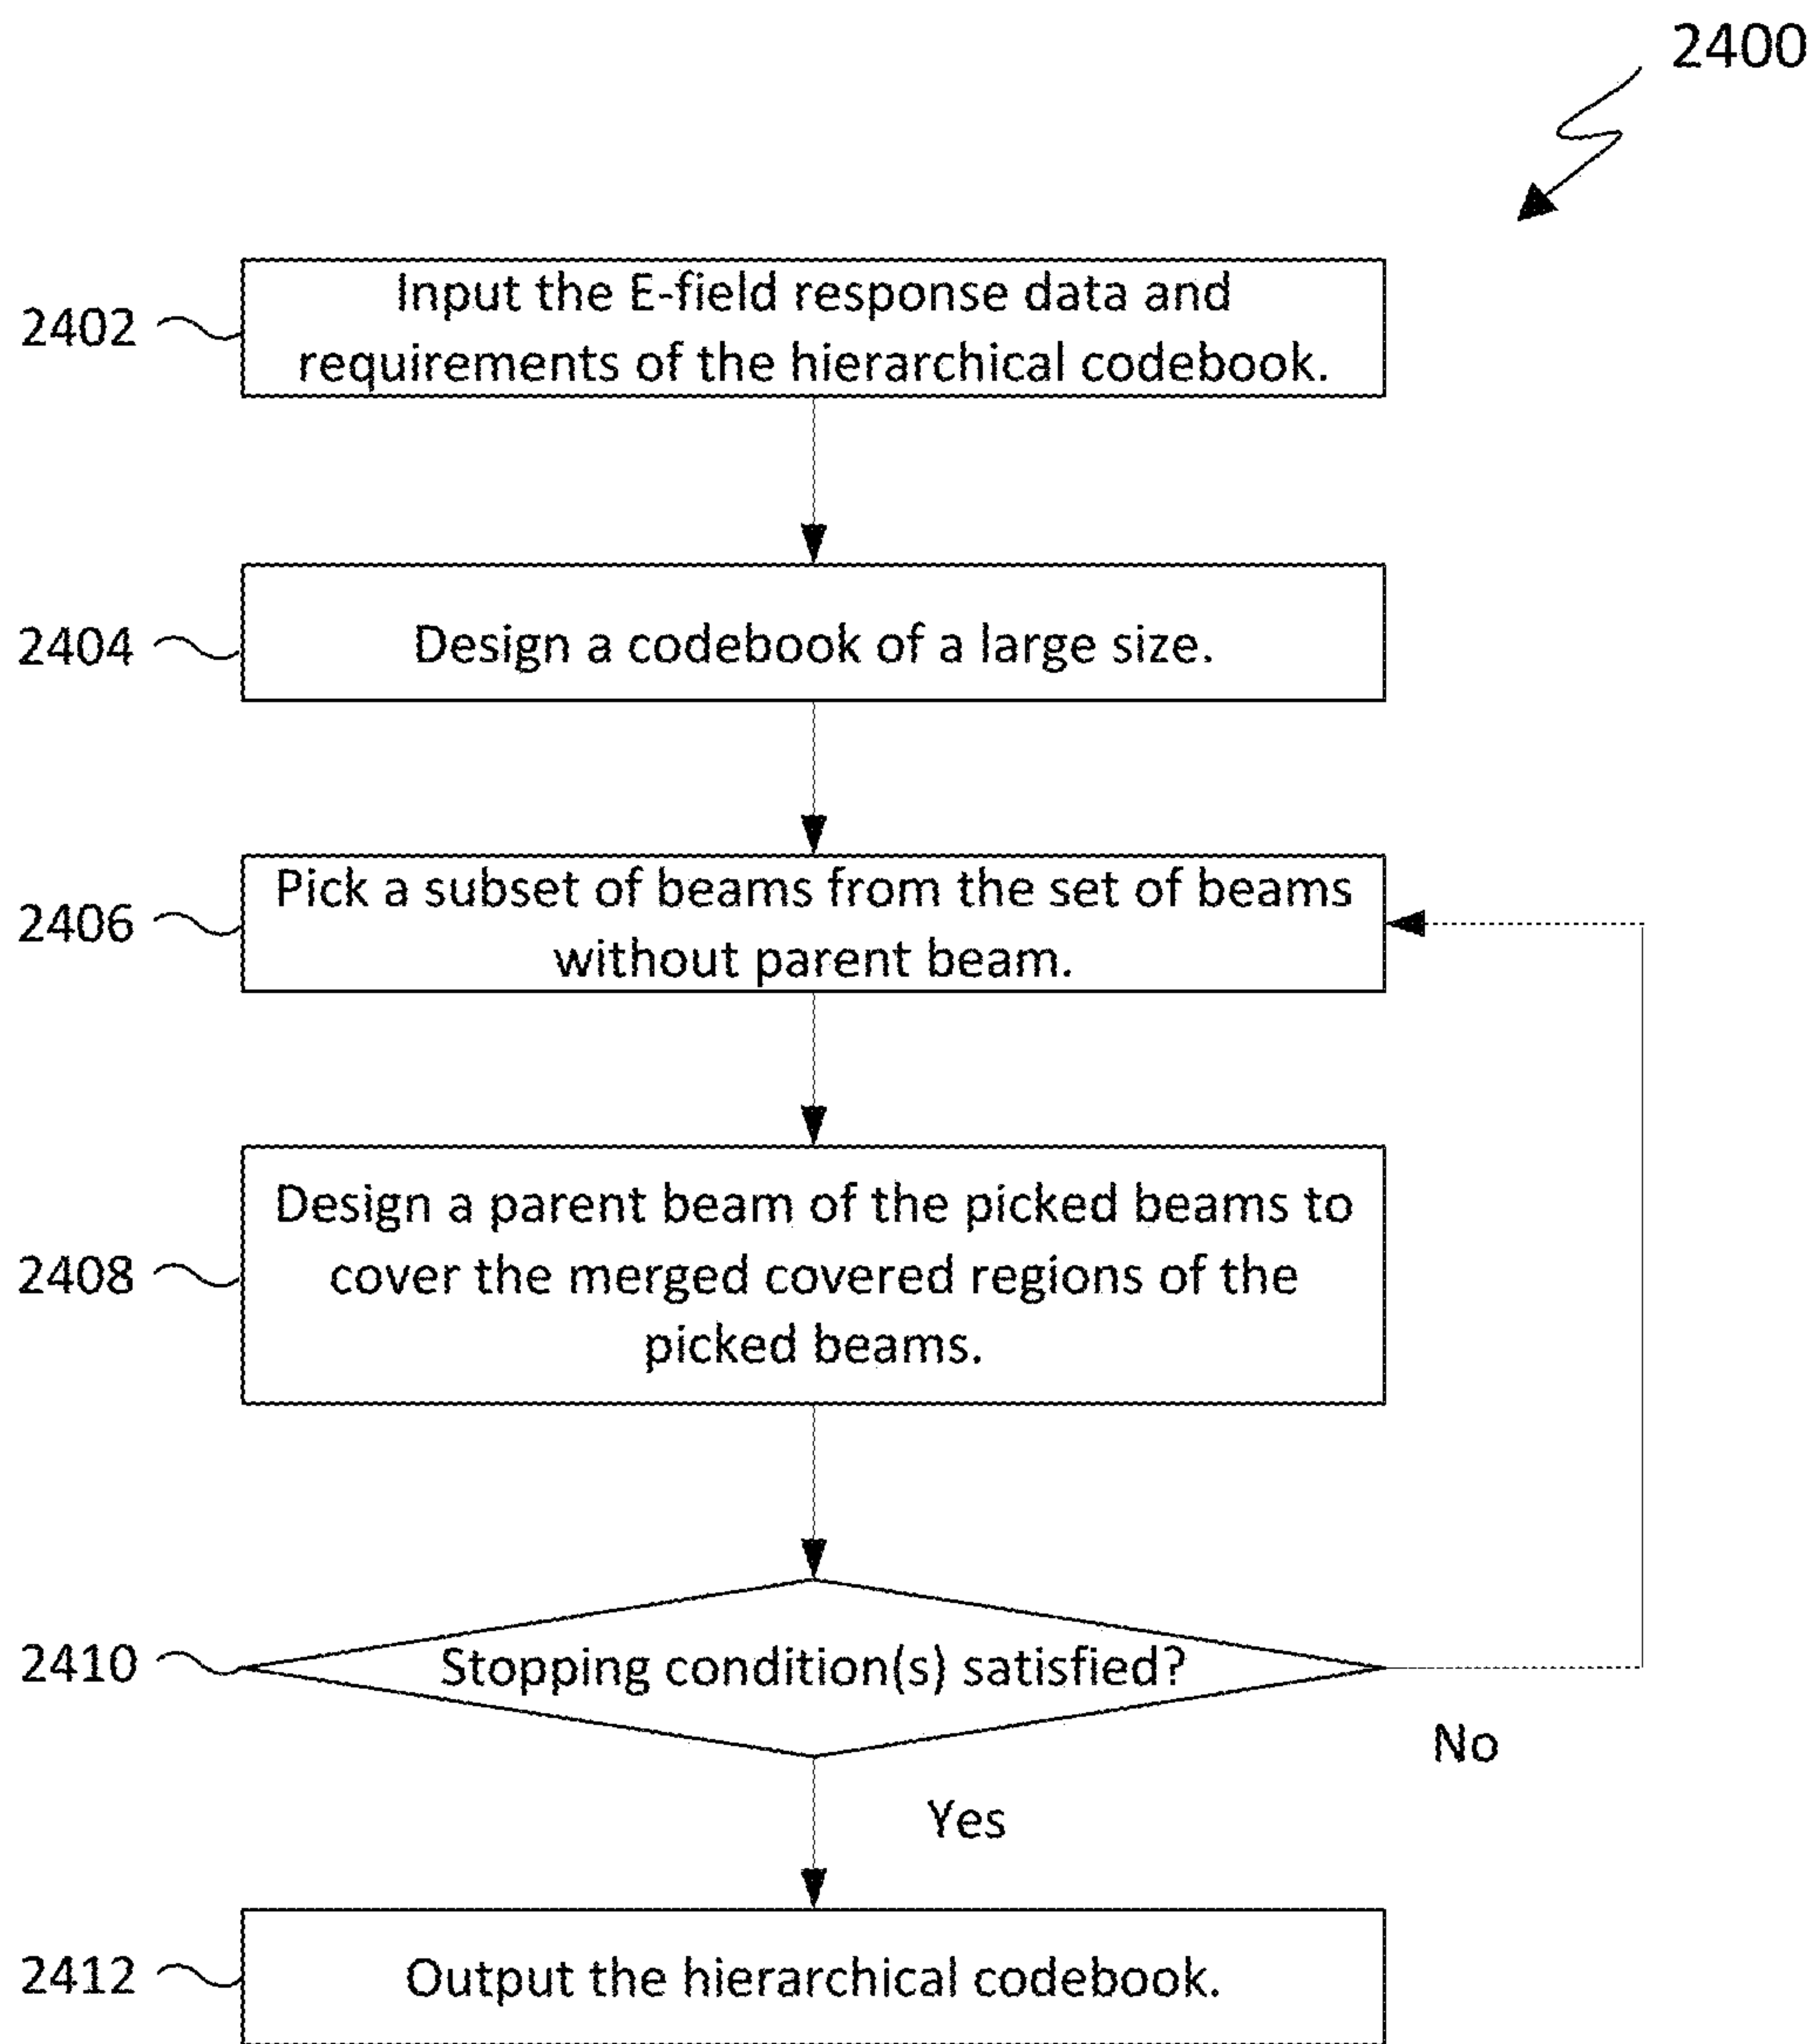 2400
2402
Input the E-field response data and
requirements of the hierarchical codebook.
2404
Design a codebook of a large size.
2406
Pick a subset of beams from the set of beams
without parent beam.
2408
Design a parent beam of the picked beams to
cover the merged covered regions of the
picked beams.
2410
Stopping condition(s) satisfied?
No
Yes
2412
Output the hierarchical codebook.